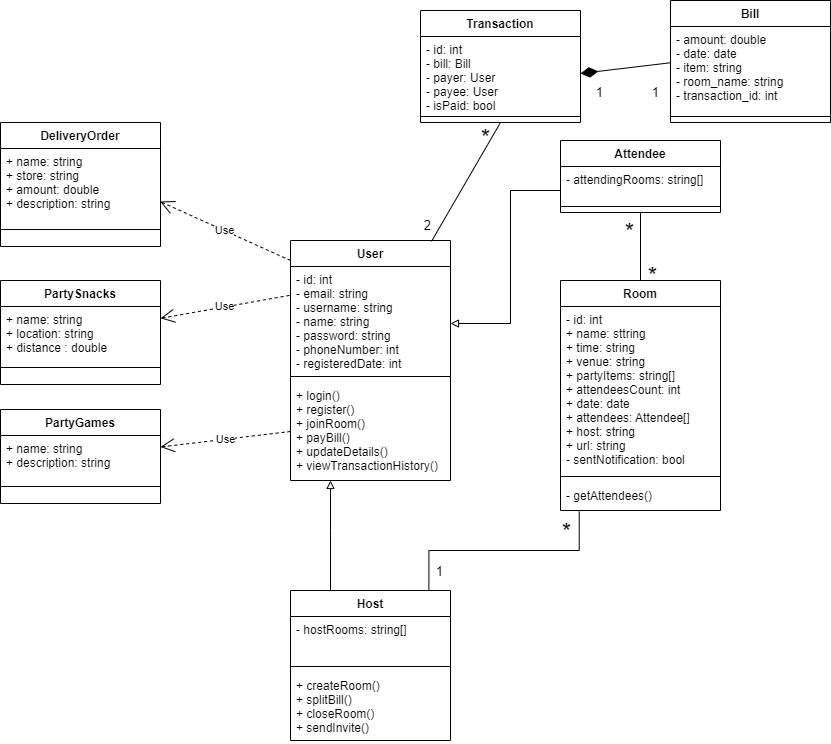 Transaction
- id: int
- bill: Bill
- payer: User
- payee: User
- isPaid: bool
Bill
- amount: double
- date: date
- item: string
- room_name: string
- transaction_id: int
1
1
*
2
DeliveryOrder
+ name: string
+ store: string
+ amount: double
+ description: string
Use
PartySnacks
+ name: string
+ location: string
+ distance : double
Use
PartyGames
+ name: string
+ description: string
Use
User
- id: int
- email: string
- username: string
- name: string
- password: string
- phoneNumber: int
- registeredDate: int
+ login()
+ register()
+ joinRoom()
+ payBill()
+ updateDetails()
+ viewTransactionHistory()
Attendee
- attendingRooms: string[]
*
*
Room
- id: int
+ name: sttring
+ time: string
+ venue: string
+ partyItems: string[]
+ attendeesCount: int
+ date: date
+ attendees: Attendee[]
+ host: string
+ url: string
- sentNotification: bool
- getAttendees()
*
1
Host
- hostRooms: string[]
+ createRoom()
+ splitBill()
+ closeRoom()
+ sendInvite()